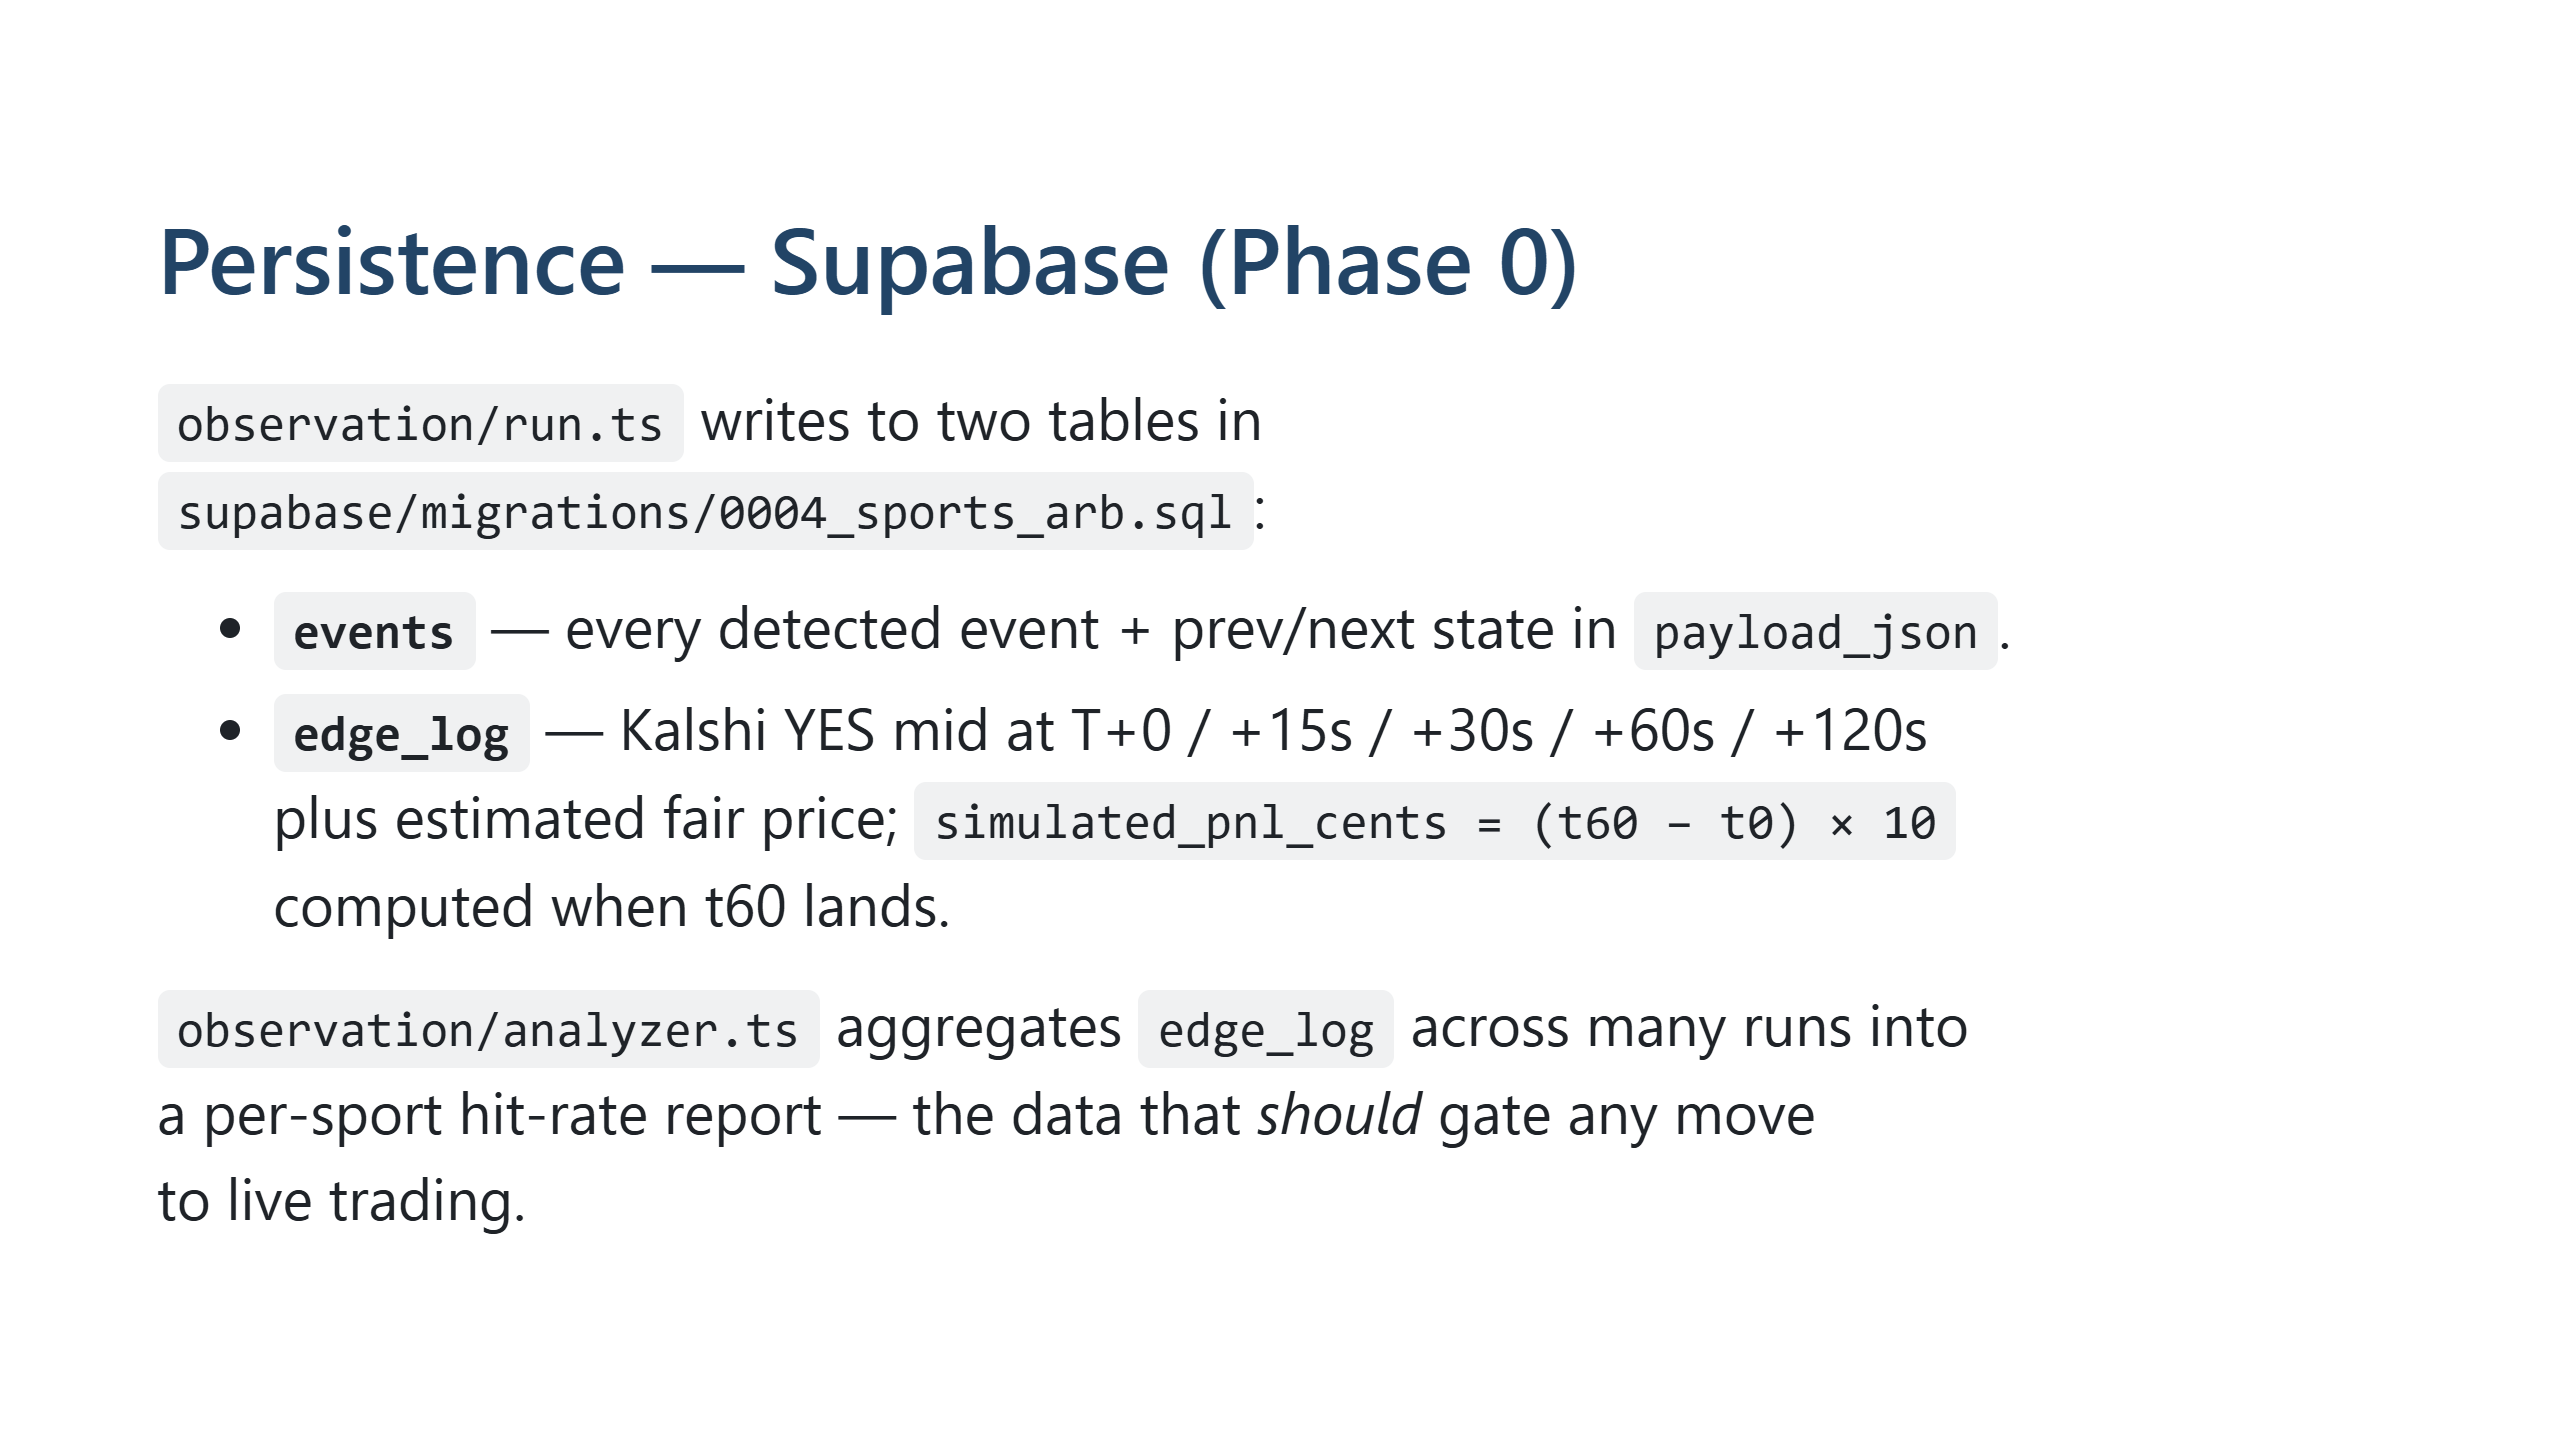 Persistence — Supabase (Phase 0)
observation/run.ts writes to two tables in
supabase/migrations/0004_sports_arb.sql:
• events — every detected event + prev/next state in payload_json.
• edge_log — Kalshi YES mid at T+0 / +15s / +30s / +60s / +120s
plus estimated fair price; simulated_pnl_cents = (t60 − t0) × 10
computed when t60 lands.
observation/analyzer.ts aggregates edge_log across many runs into
a per-sport hit-rate report — the data that should gate any move
to live trading.